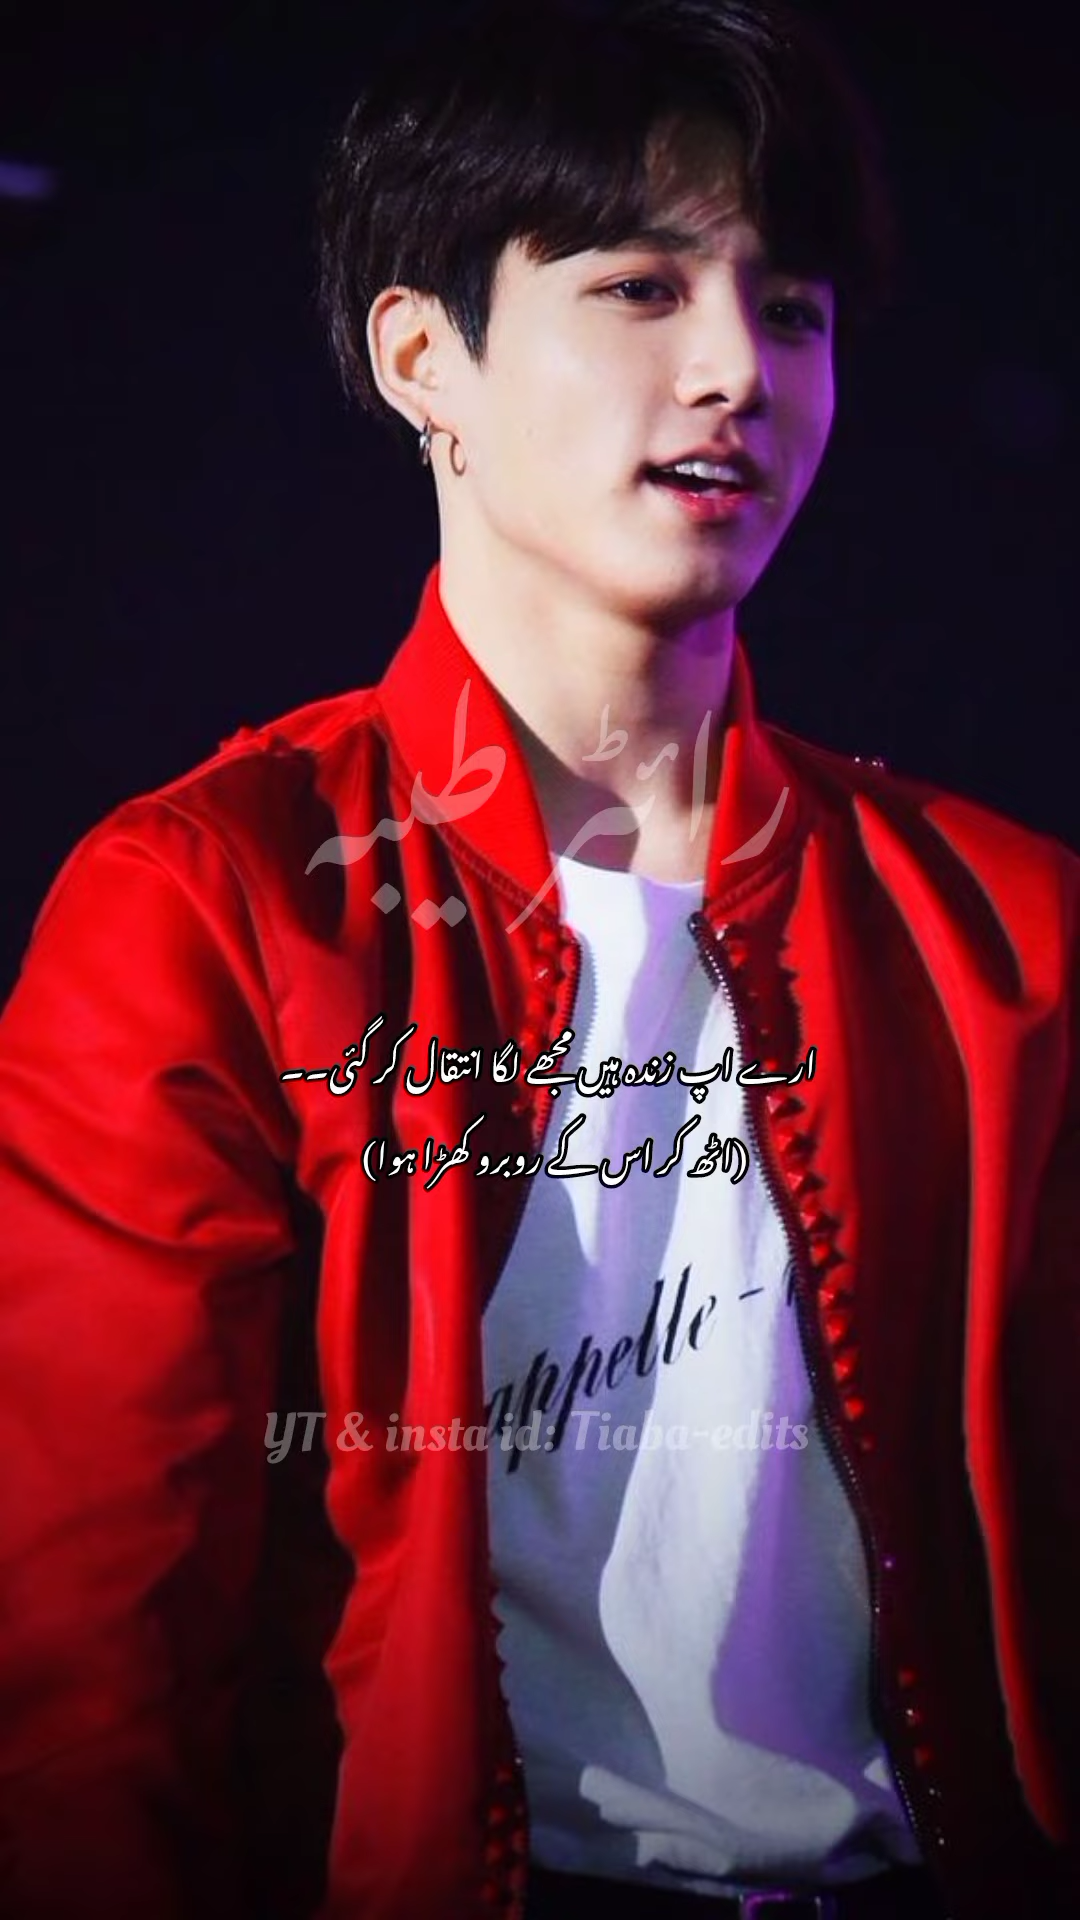 رائٹر طیبہ
ارے اپ زندہ ہیں مجھے لگا انتقال کر گئی۔۔
(اٹھ کر اس کے روبرو کھڑا ہوا)
appelle -
YT & insta id: Tiaba-edits